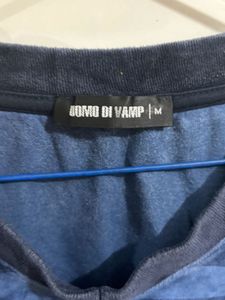 UOMO DI VAMP | M